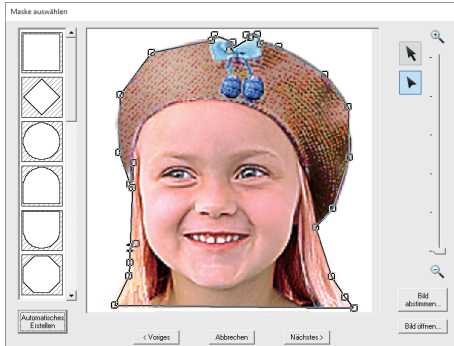 Maske auswählen
Automatisches
Erstellen
< Voriges
Abbrechen
Nächstes >
Bild
abstimmen...
Bild öffnen...